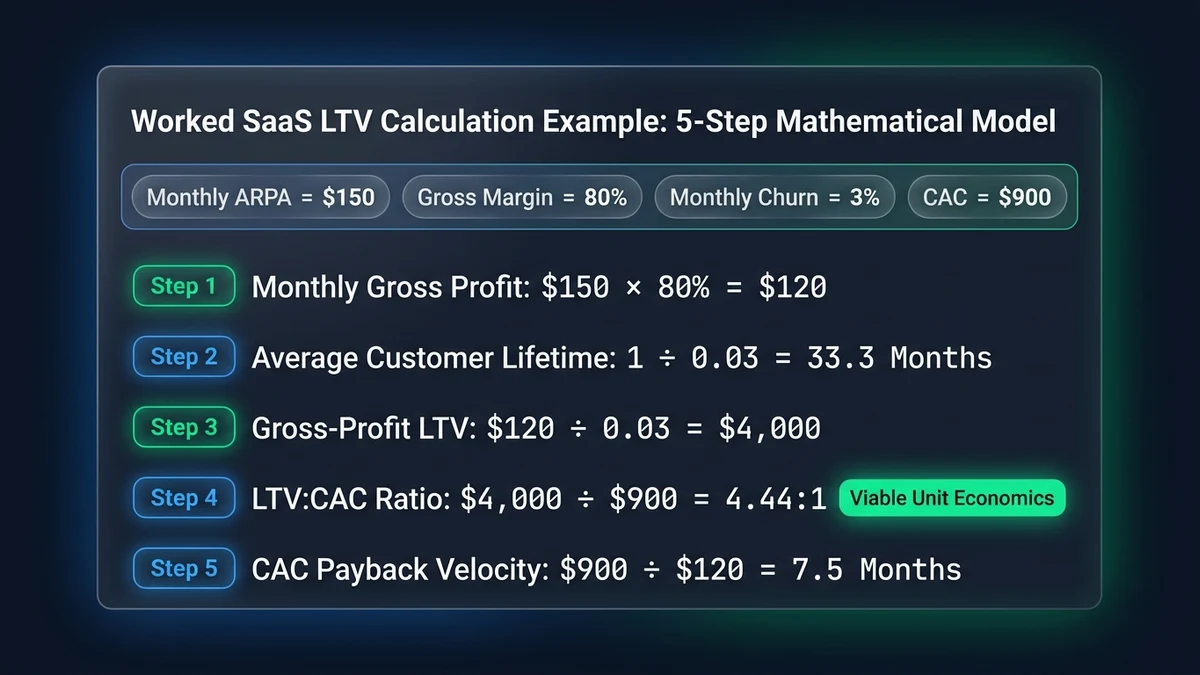 Worked SaaS LTV Calculation Example: 5-Step Mathematical Model
Monthly ARPA = $150 Gross Margin = 80% Monthly Churn = 3% CAC = $900
Step 1 Monthly Gross Profit: $150 × 80% = $120
Step 2 Average Customer Lifetime: 1 ÷ 0.03 = 33.3 Months
Step 3 Gross-Profit LTV: $120 ÷ 0.03 = $4,000
Step 4 LTV:CAC Ratio: $4,000 ÷ $900 = 4.44:1 Viable Unit Economics
Step 5 CAC Payback Velocity: $900 ÷ $120 = 7.5 Months